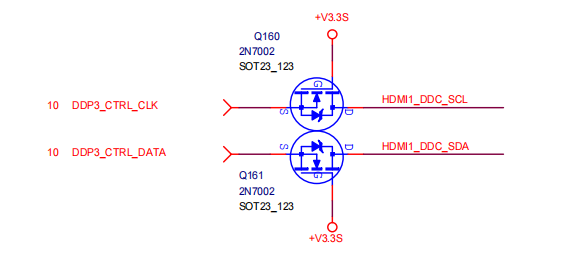 +V3.3S
Q160
2N7002
SOT23_123
G
10 DDP3_CTRL_CLK
HDMI1_DDC_SCL
S
D
10 DDP3_CTRL_DATA
S
D
HDMI1_DDC_SDA
G
Q161
2N7002
SOT23_123
+V3.3S